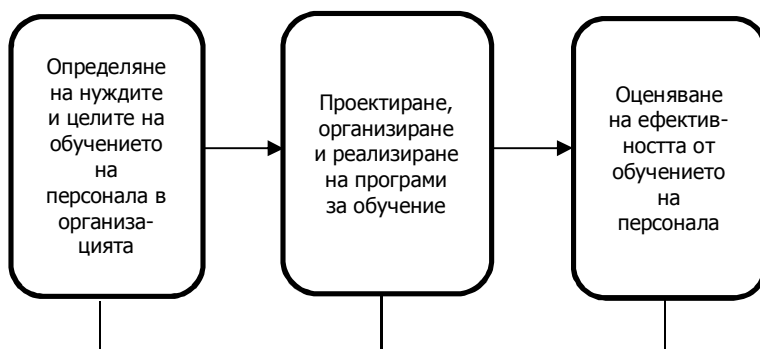 Определяне
на нуждите
и целите на
обучението
на
персонала в
организа-
цията
Проектиране,
организиране
и реализиране
на програми
за обучение
Оценяване
на ефектив-
ността от
обучението
на
персонала